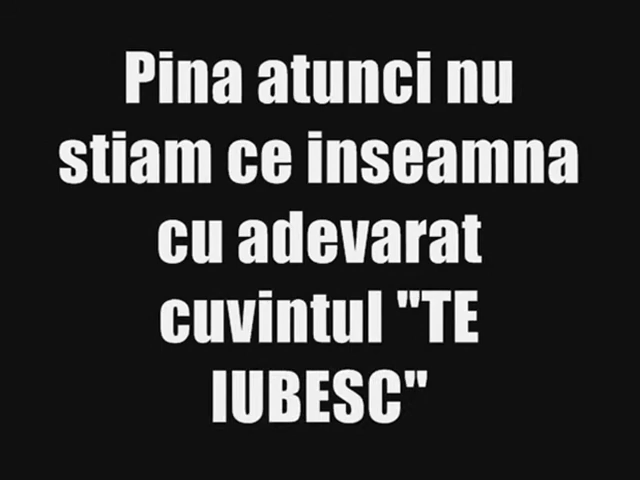 Pina atunci nu
stiam ce inseamna
cu adevarat
cuvintul "TE
IUBESC"